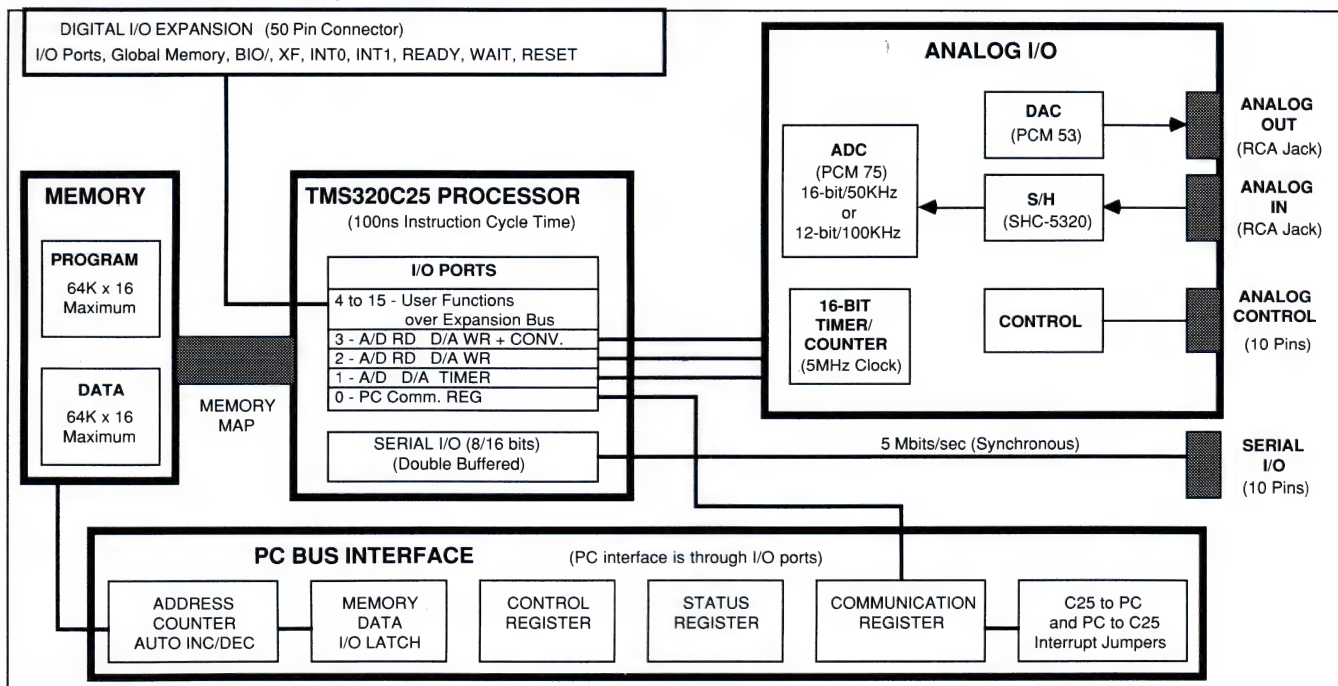 DIGITAL I/O EXPANSION (50 Pin Connector)
I/O Ports, Global Memory, BIO/, XF, INT0, INT1, READY, WAIT, RESET
MEMORY
PROGRAM
64K x 16
Maximum
DATA
64K x 16
Maximum
MEMORY
MAP
TMS320C25 PROCESSOR
(100ns Instruction Cycle Time)
I/O PORTS
4 to 15 - User Functions
over Expansion Bus
3 - A/D RD D/A WR + CONV.
2 - A/D RD D/A WR
1 - A/D D/A TIMER
0 - PC Comm. REG
SERIAL I/O (8/16 bits)
(Double Buffered)
ANALOG I/O
ADC
(PCM 75)
16-bit/50KHz
or
12-bit/100KHz
DAC
(PCM 53)
S/H
(SHC-5320)
16-BIT
TIMER/
COUNTER
(5MHz Clock)
CONTROL
ANALOG
OUT
(RCA Jack)
ANALOG
IN
(RCA Jack)
ANALOG
CONTROL
(10 Pins)
5 Mbits/sec (Synchronous)
SERIAL
I/O
(10 Pins)
PC BUS INTERFACE (PC interface is through I/O ports)
ADDRESS
COUNTER
AUTO INC/DEC
MEMORY
DATA
I/O LATCH
CONTROL
REGISTER
STATUS
REGISTER
COMMUNICATION
REGISTER
C25 to PC
and PC to C25
Interrupt Jumpers